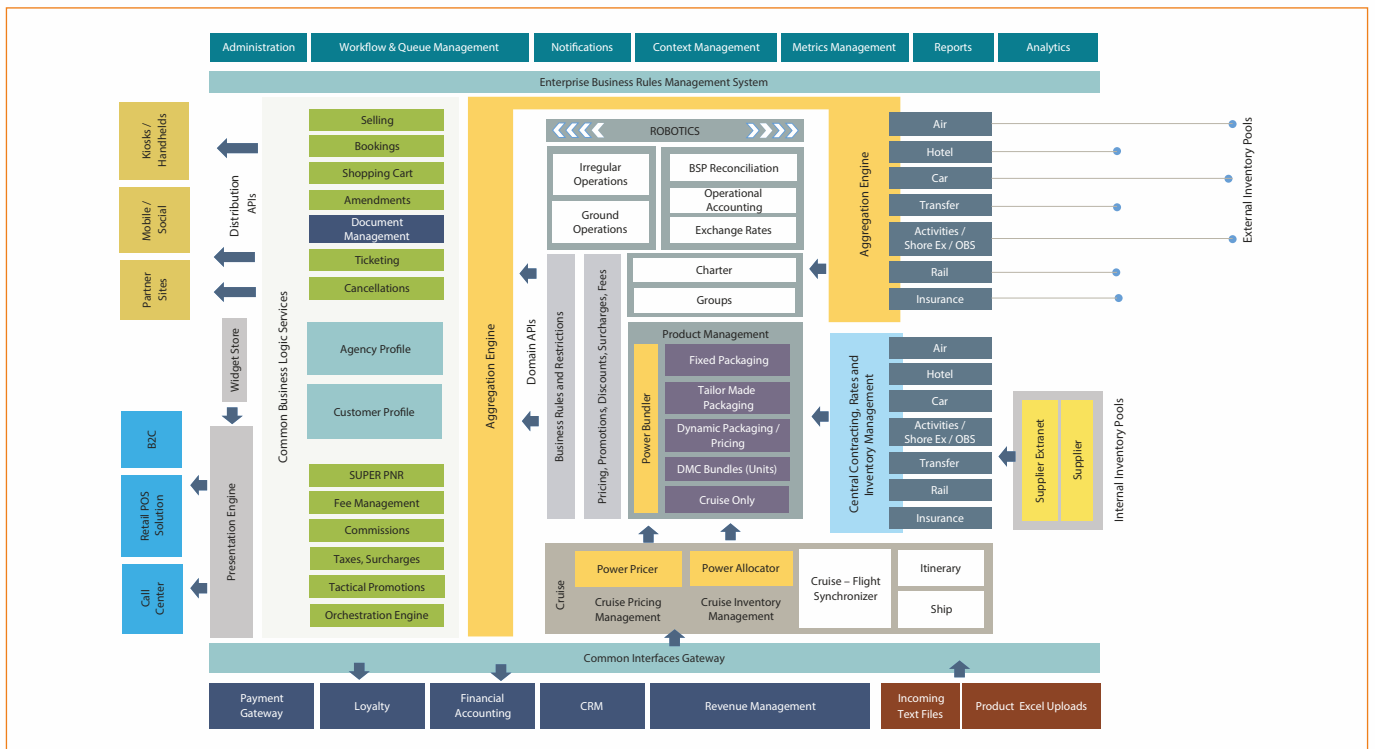 Administration
Workflow & Queue Management
Notifications
Context Management
Metrics Management
Reports
Analytics
Enterprise Business Rules Management System
Kiosks /
Handhelds
Mobile /
Social
Partner
Sites
Distribution
APIs
Widget Store
B2C
Retail POS
Solution
Call
Center
Presentation Engine
Common Business Logic Services
Selling
Bookings
Shopping Cart
Amendments
Document
Management
Ticketing
Cancellations
Agency Profile
Customer Profile
SUPER PNR
Fee Management
Commissions
Taxes, Surcharges
Tactical Promotions
Orchestration Engine
Aggregation Engine
Domain APIs
ROBOTICS
Irregular
Operations
Ground
Operations
BSP Reconciliation
Operational
Accounting
Exchange Rates
Business Rules and Restrictions
Pricing, Promotions, Discounts, Surcharges, Fees
Charter
Groups
Product Management
Power Bundler
Fixed Packaging
Tailor Made
Packaging
Dynamic Packaging /
Pricing
DMC Bundles (Units)
Cruise Only
Cruise
Power Pricer
Cruise Pricing
Management
Power Allocator
Cruise Inventory
Management
Cruise – Flight
Synchronizer
Itinerary
Ship
Aggregation Engine
Air
Hotel
Car
Transfer
Activities /
Shore Ex / OBS
Rail
Insurance
External Inventory Pools
Central Contracting, Rates and
Inventory Management
Air
Hotel
Car
Activities /
Shore Ex / OBS
Transfer
Rail
Insurance
Supplier Extranet
Supplier
Internal Inventory Pools
Common Interfaces Gateway
Payment
Gateway
Loyalty
Financial
Accounting
CRM
Revenue Management
Incoming
Text Files
Product Excel Uploads